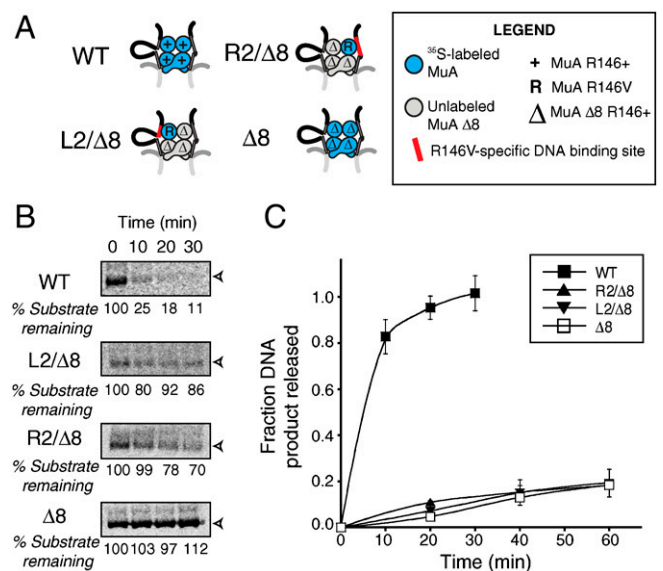 A
WT
R2/Δ8
L2/Δ8
Δ8
LEGEND
³⁵S-labeled
MuA
Unlabeled
MuA Δ8
+ MuA R146+
R MuA R146V
Δ MuA Δ8 R146+
R146V-specific DNA binding site
B
Time (min)
0 10 20 30
WT
% Substrate
remaining
100 25 18 11
L2/Δ8
% Substrate
remaining
100 80 92 86
R2/Δ8
% Substrate
remaining
100 99 78 70
Δ8
% Substrate
remaining
100 103 97 112
C
WT
R2/Δ8
L2/Δ8
Δ8
Fraction DNA
product released
1.0
0.8
0.6
0.4
0.2
0.0
0 10 20 30 40 50 60
Time (min)